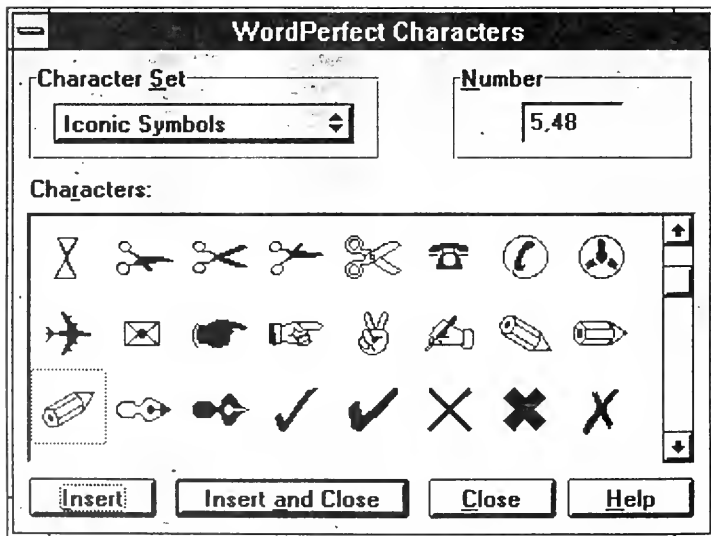 WordPerfect Characters
Character Set
Number
Iconic Symbols
5,48
Characters:
Insert
Insert and Close
Close
Help